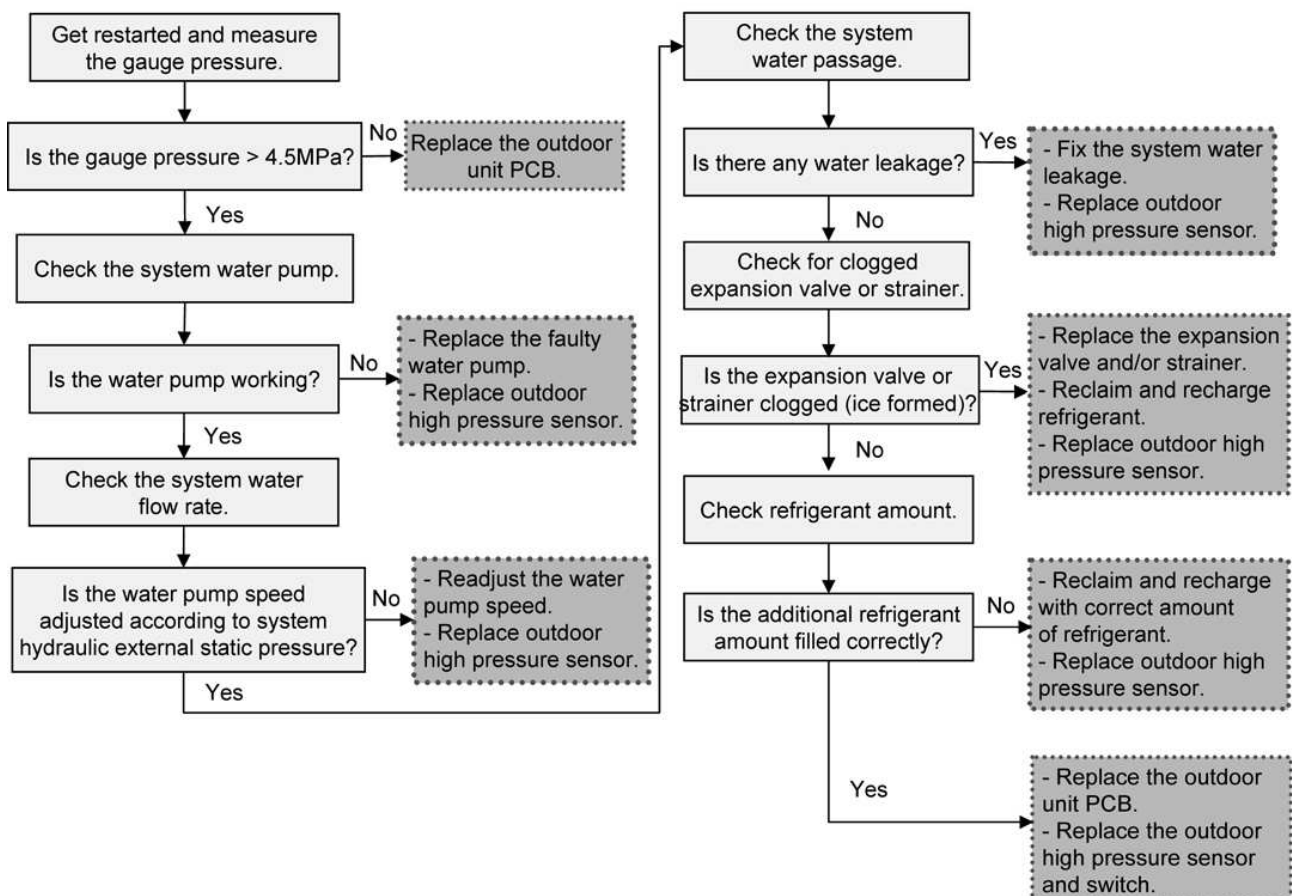 Get restarted and measure
the gauge pressure.
Is the gauge pressure > 4.5MPa?
No
Replace the outdoor
unit PCB.
Yes
Check the system water pump.
Is the water pump working?
No
- Replace the faulty
water pump.
- Replace outdoor
high pressure sensor.
Yes
Check the system water
flow rate.
Is the water pump speed
adjusted according to system
hydraulic external static pressure?
No
- Readjust the water
pump speed.
- Replace outdoor
high pressure sensor.
Yes
Check the system
water passage.
Is there any water leakage?
Yes
- Fix the system water
leakage.
- Replace outdoor
high pressure sensor.
No
Check for clogged
expansion valve or strainer.
Is the expansion valve or
strainer clogged (ice formed)?
Yes
- Replace the expansion
valve and/or strainer.
- Reclaim and recharge
refrigerant.
- Replace outdoor high
pressure sensor.
No
Check refrigerant amount.
Is the additional refrigerant
amount filled correctly?
No
- Reclaim and recharge
with correct amount
of refrigerant.
- Replace outdoor high
pressure sensor.
Yes
- Replace the outdoor
unit PCB.
- Replace the outdoor
high pressure sensor
and switch.